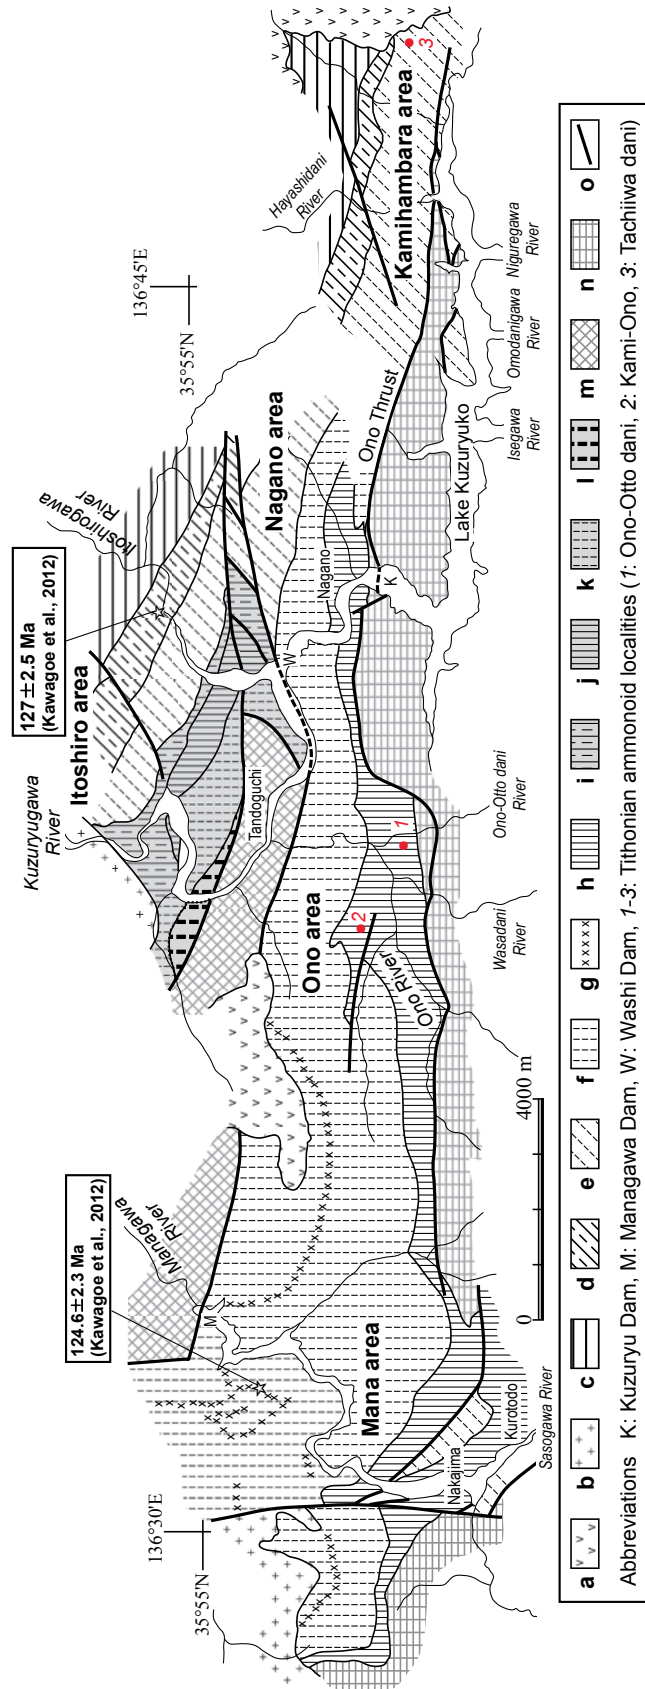 136°30'E
35°55'N
124.6±2.3 Ma
(Kawagoe et al., 2012)
Managawa
River
M
Mana area
Nakajima
Kurotodo
Sasogawa River
0
4000 m
Kuzuryugawa
River
Itoshiro area
127±2.5 Ma
(Kawagoe et al., 2012)
Itoshirogawa
River
136°45'E
35°55'N
Tandoguchi
Ono area
2
1
Ono River
Wasadani
River
Ono-Otto dani
River
W
Nagano area
Nagano
K
Ono Thrust
Lake Kuzuryuko
Isegawa
River
Omodanigawa
River
Niguregawa
River
Hayashidani
River
Kamihambara area
3
a b c d e f g h i j k l m n o
Abbreviations K: Kuzuryu Dam, M: Managawa Dam, W: Washi Dam, 1-3: Tithonian ammonoid localities (1: Ono-Otto dani, 2: Kami-Ono, 3: Tachiiwa dani)